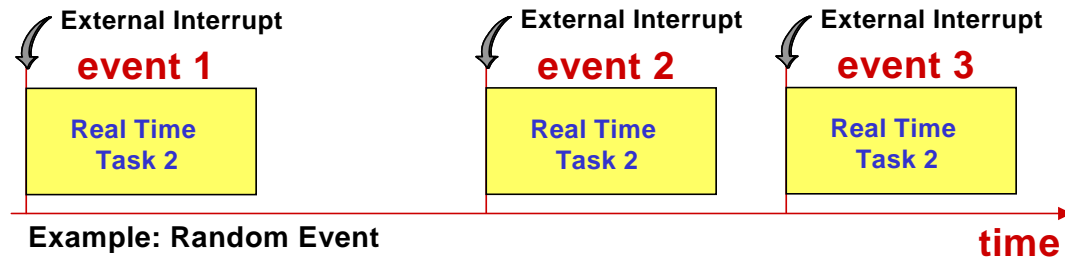 External Interrupt
event 1
Real Time
Task 2
External Interrupt
event 2
Real Time
Task 2
External Interrupt
event 3
Real Time
Task 2
Example: Random Event
time